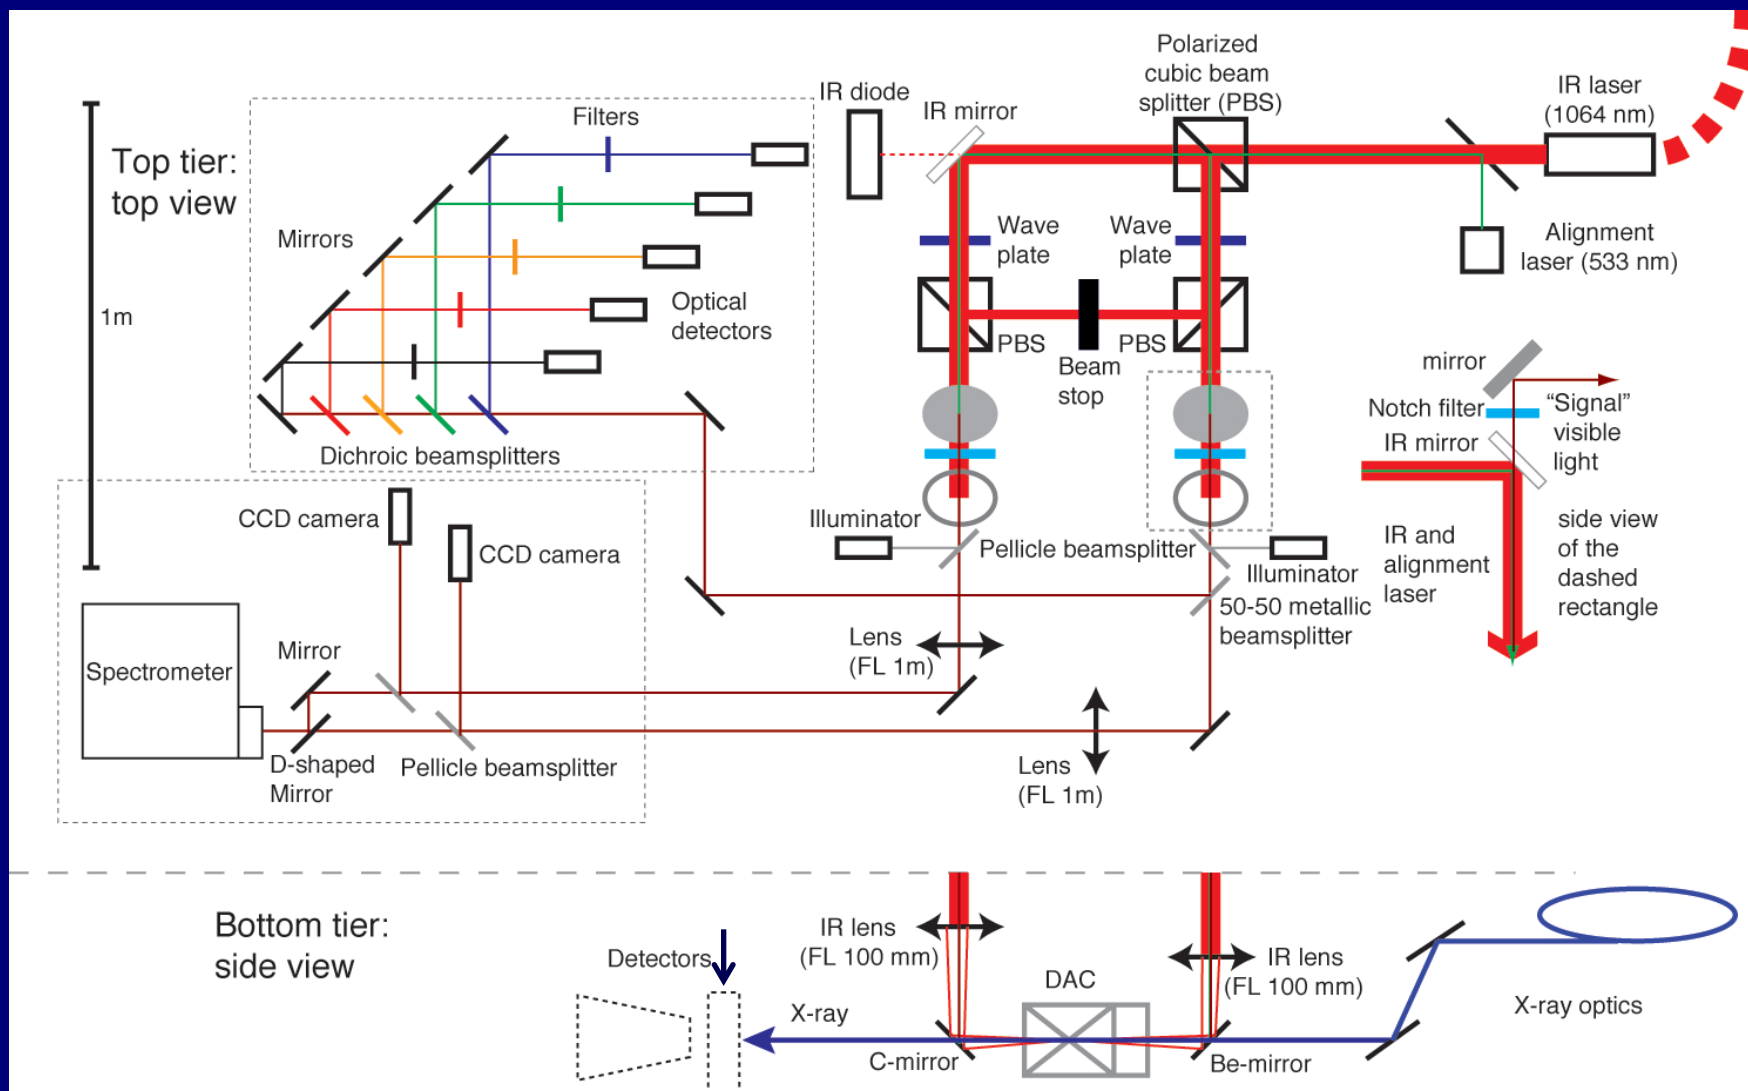 Top tier:
top view
1m
Filters
Mirrors
Optical
detectors
Dichroic beamsplitters
IR diode
IR mirror
Polarized
cubic beam
splitter (PBS)
IR laser
(1064 nm)
Alignment
laser (533 nm)
Wave
plate
Wave
plate
PBS
PBS
Beam
stop
mirror
Notch filter
IR mirror
“Signal”
visible
light
IR and
alignment
laser
side view
of the
dashed
rectangle
Illuminator
Pellicle beamsplitter
Illuminator
50-50 metallic
beamsplitter
CCD camera
CCD camera
Spectrometer
Mirror
D-shaped
Mirror
Pellicle beamsplitter
Lens
(FL 1m)
Lens
(FL 1m)
Bottom tier:
side view
Detectors
IR lens
(FL 100 mm)
DAC
IR lens
(FL 100 mm)
X-ray
C-mirror
Be-mirror
X-ray optics